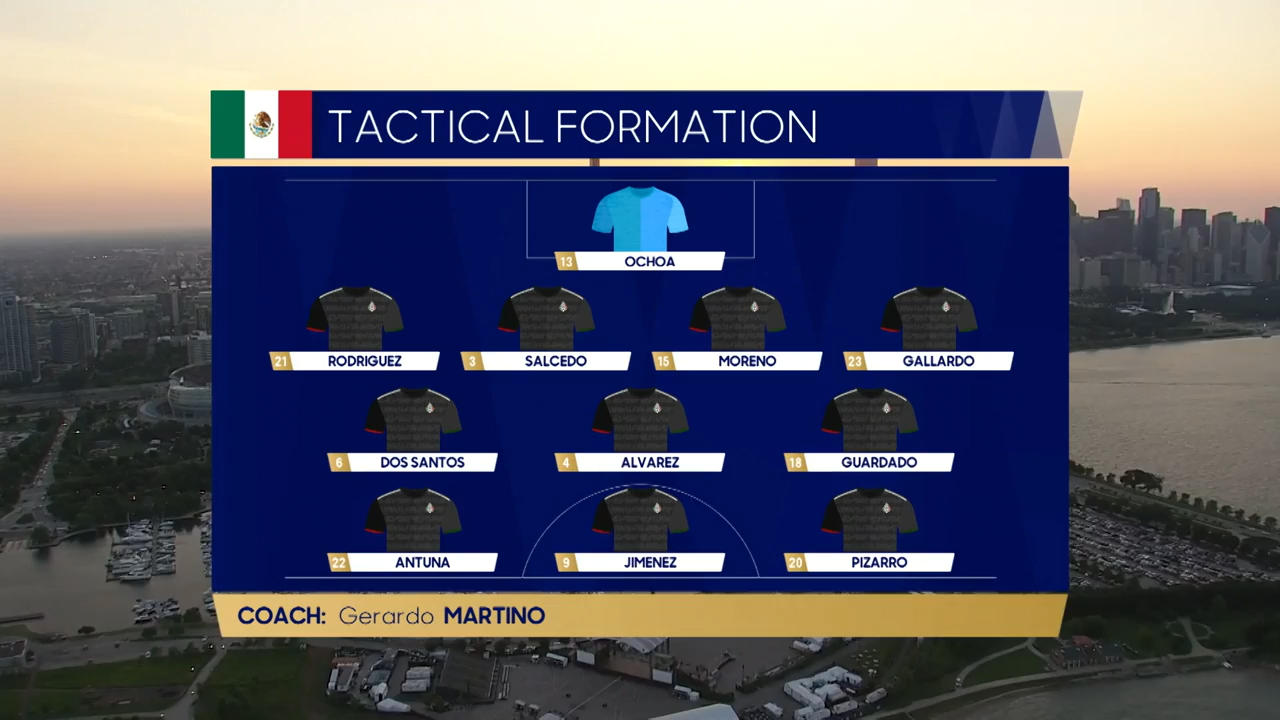 TACTICAL FORMATION
13 OCHOA
21 RODRIGUEZ 3 SALCEDO 15 MORENO 23 GALLARDO
6 DOS SANTOS 4 ALVAREZ 18 GUARDADO
22 ANTUNA 9 JIMENEZ 20 PIZARRO
COACH: Gerardo MARTINO